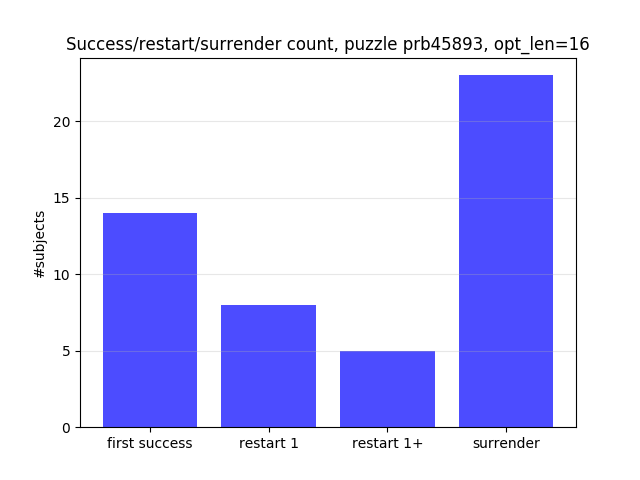 Success/restart/surrender count, puzzle prb45893, opt_len=16
#subjects
20
15
10
5
0
first success restart 1 restart 1+ surrender